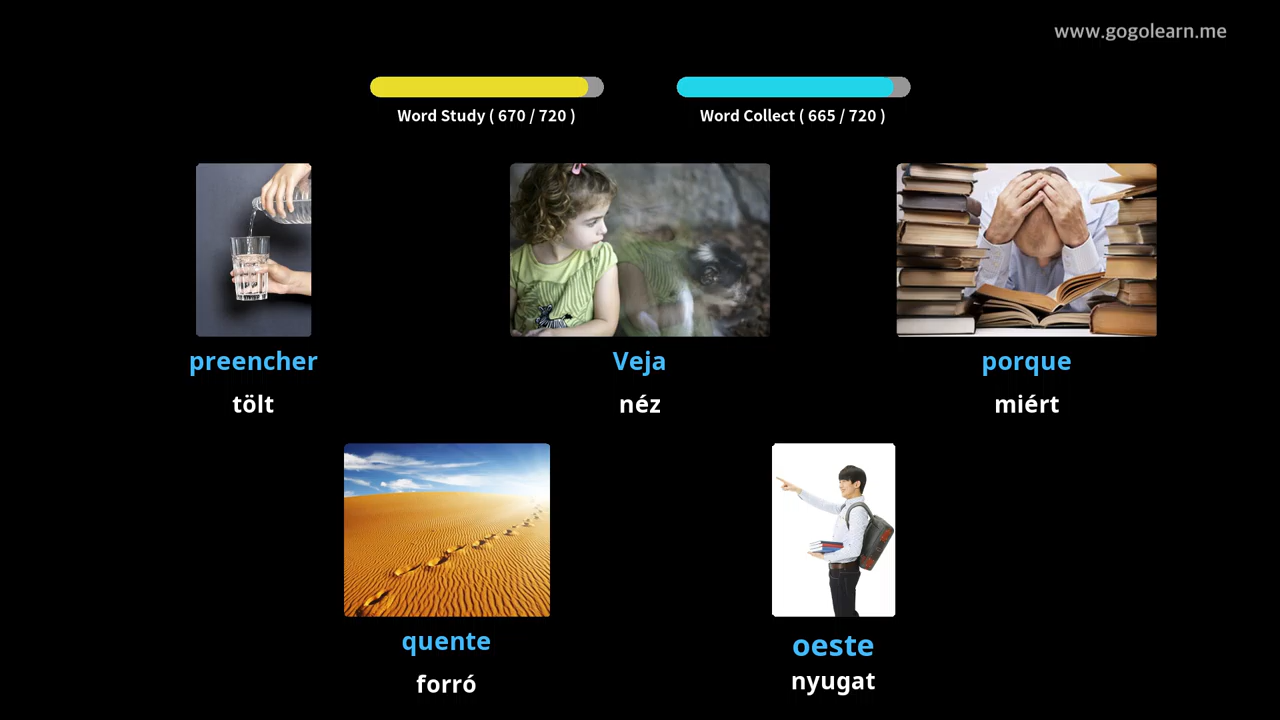 www.gogolearn.me
Word Study ( 670 / 720 )
Word Collect ( 665 / 720 )
preencher
tölt
Veja
néz
porque
miért
quente
forró
oeste
nyugat